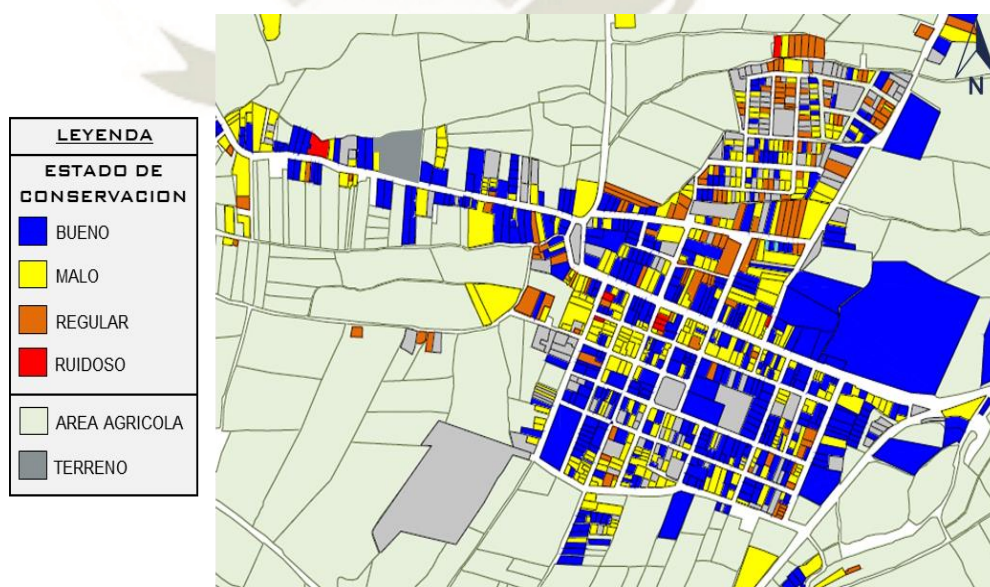 LEYENDA
ESTADO DE
CONSERVACION
BUENO
MALO
REGULAR
RUIDOSO
AREA AGRICOLA
TERRENO
N